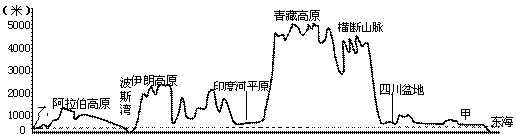 (米)
5000
4000
3000
2000
1000
0
阿拉伯高原
波斯湾
伊朗高原
印度河平原
青藏高原
横断山脉
四川盆地
甲
东海